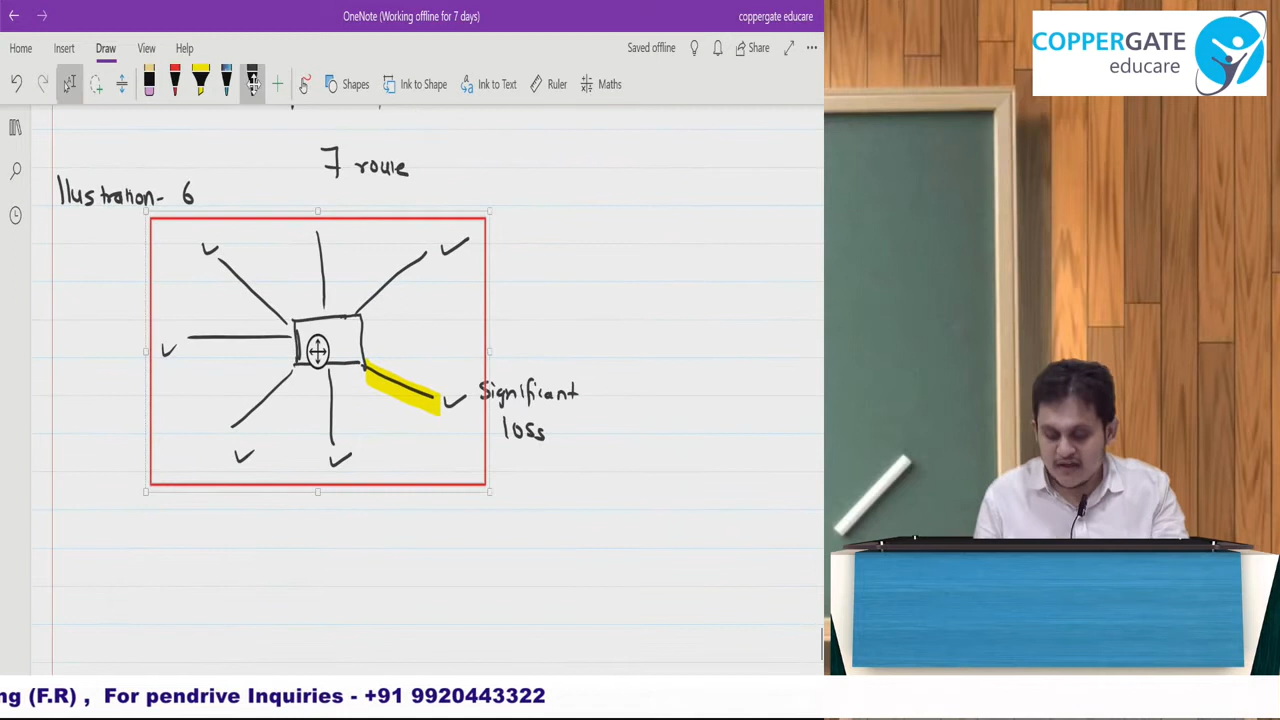 OneNote (Working offline for 7 days)
coppergate educare
Home Insert Draw View Help
Saved offline
Share
Shapes
Ink to Shape
Ink to Text
Ruler
Maths
COPPERGATE
educare
7 route
Illustration- 6
Significant
loss
ng (F.R) , For pendrive Inquiries - +91 9920443322